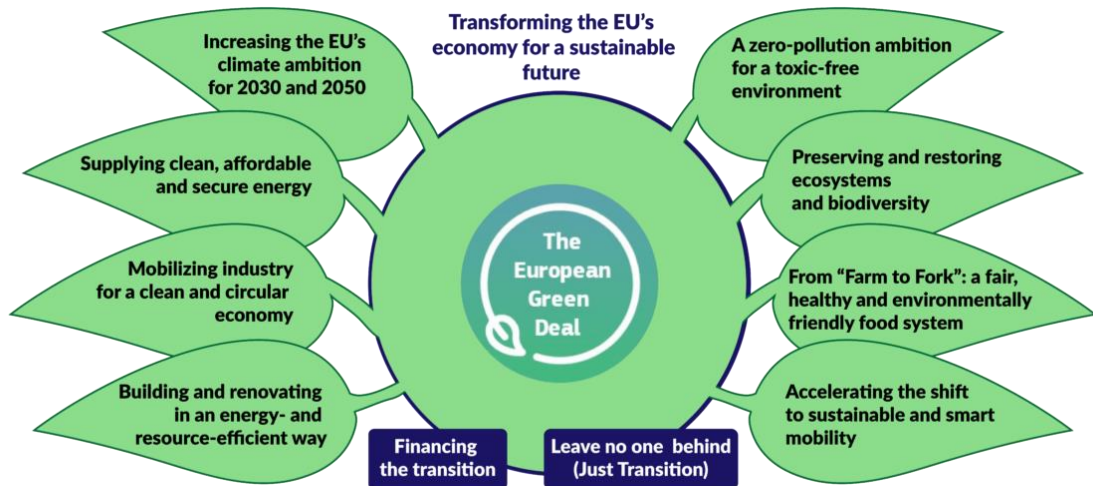 Transforming the EU's
economy for a sustainable
future
Increasing the EU's
climate ambition
for 2030 and 2050
Supplying clean, affordable
and secure energy
Mobilizing industry
for a clean and circular
economy
Building and renovating
in an energy- and
resource-efficient way
The
European
Green
Deal
A zero-pollution ambition
for a toxic-free
environment
Preserving and restoring
ecosystems
and biodiversity
From “Farm to Fork”: a fair,
healthy and environmentally
friendly food system
Accelerating the shift
to sustainable and smart
mobility
Financing
the transition
Leave no one behind
(Just Transition)